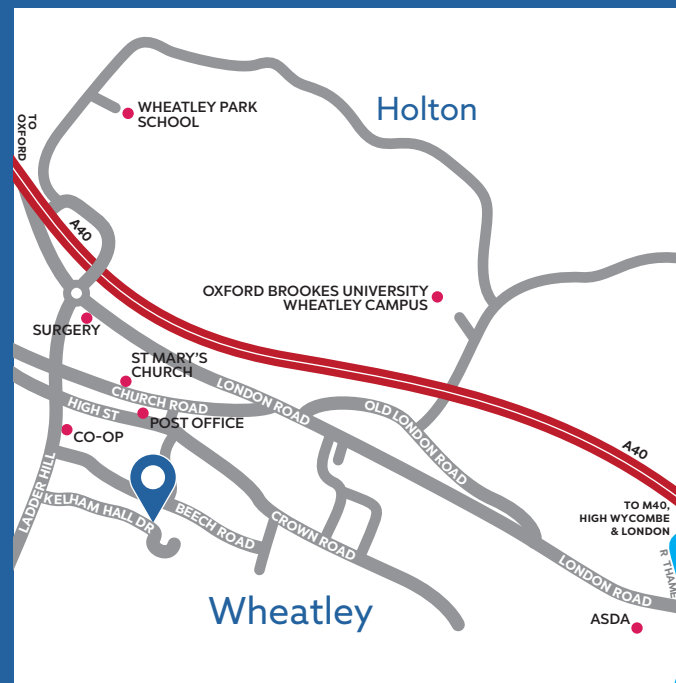 WHEATLEY PARK
SCHOOL
Holton
TO
OXFORD
A40
OXFORD BROOKES UNIVERSITY
WHEATLEY CAMPUS
SURGERY
ST MARY'S
CHURCH
LONDON ROAD
CHURCH ROAD
HIGH ST
POST OFFICE
OLD LONDON ROAD
CO-OP
A40
LADDER HILL
KELHAM HALL DR
BEECH ROAD
CROWN ROAD
TO M40,
HIGH WYCOMBE
& LONDON
R THAME
LONDON ROAD
Wheatley
ASDA